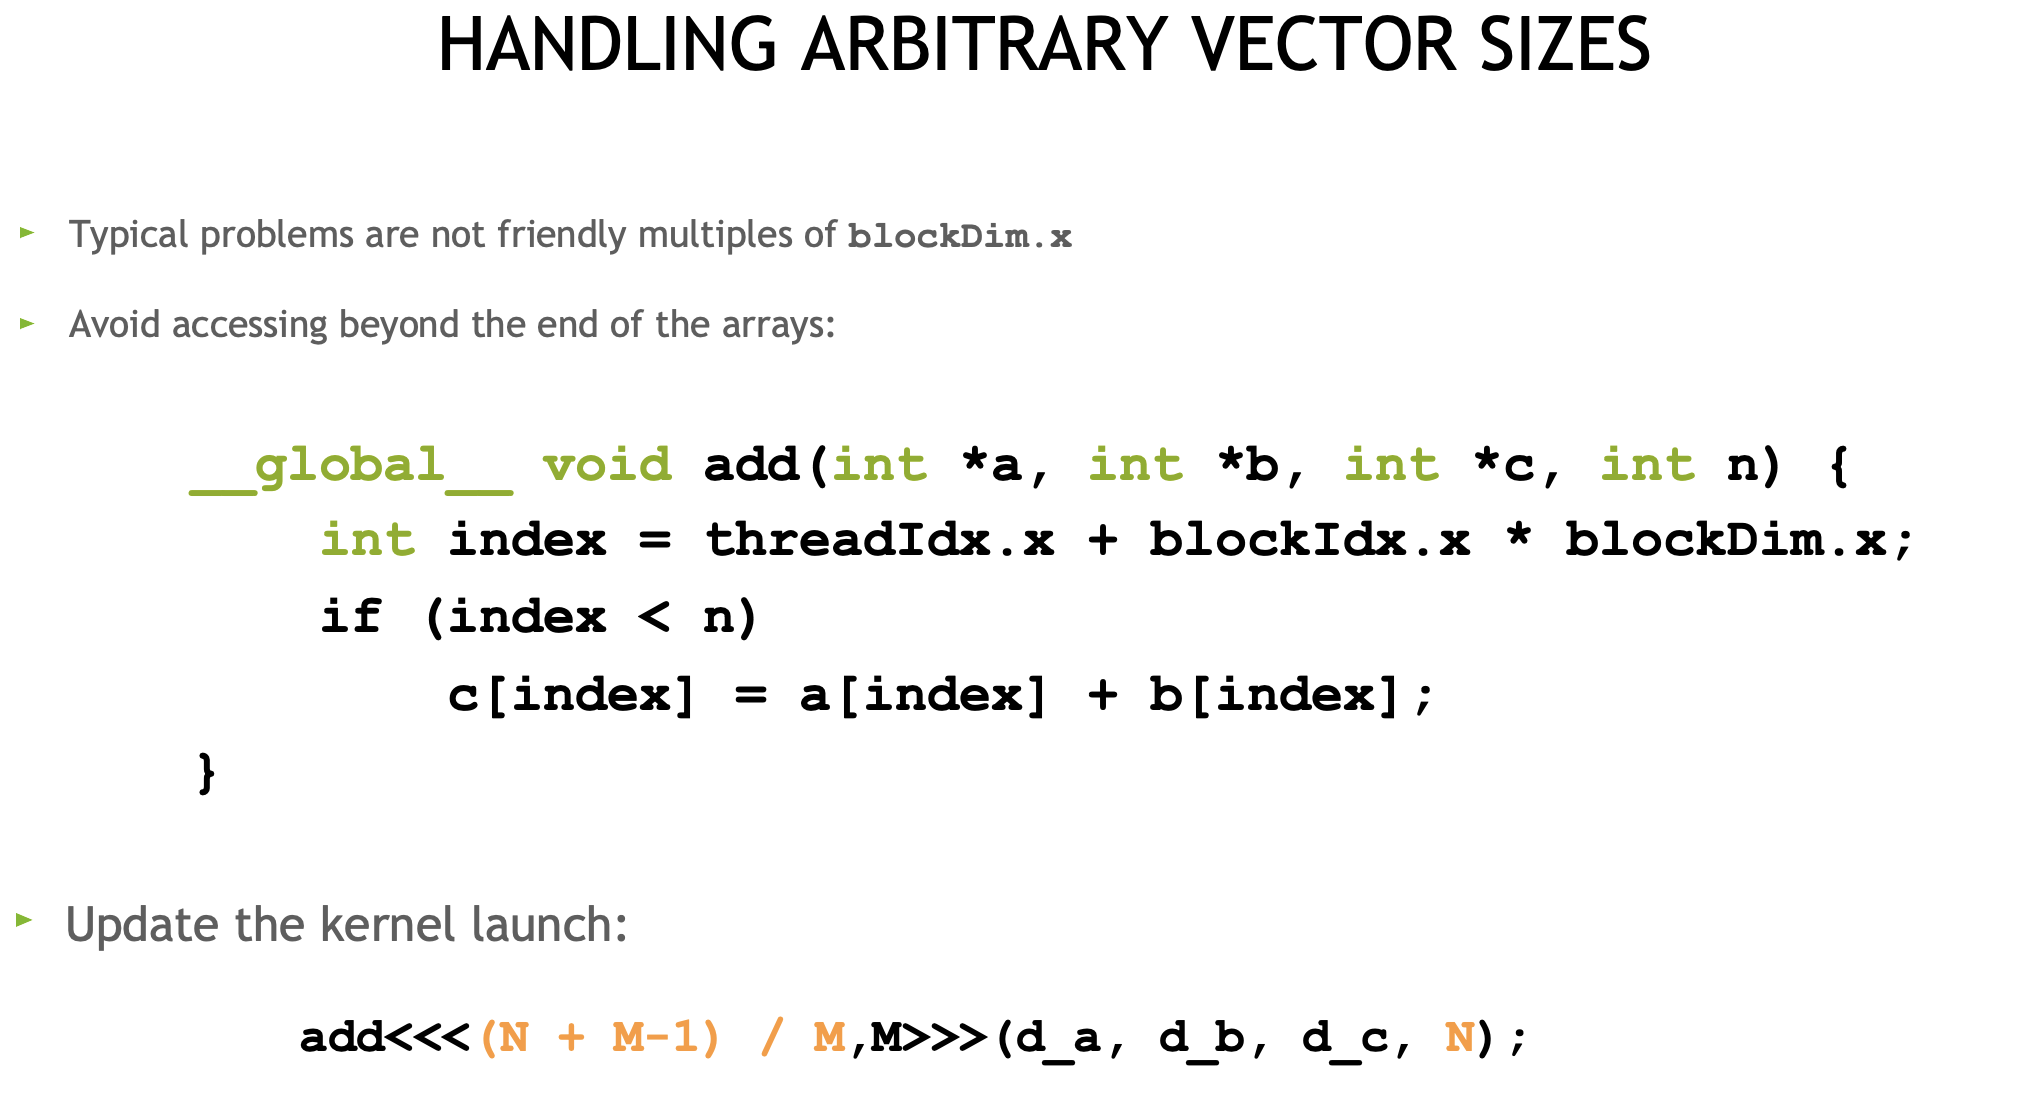 HANDLING ARBITRARY VECTOR SIZES
► Typical problems are not friendly multiples of blockDim.x
► Avoid accessing beyond the end of the arrays:
__global__ void add(int *a, int *b, int *c, int n) {
int index = threadIdx.x + blockIdx.x * blockDim.x;
if (index < n)
c[index] = a[index] + b[index];
}
► Update the kernel launch:
add<<<(N + M-1) / M,M>>>(d_a, d_b, d_c, N);